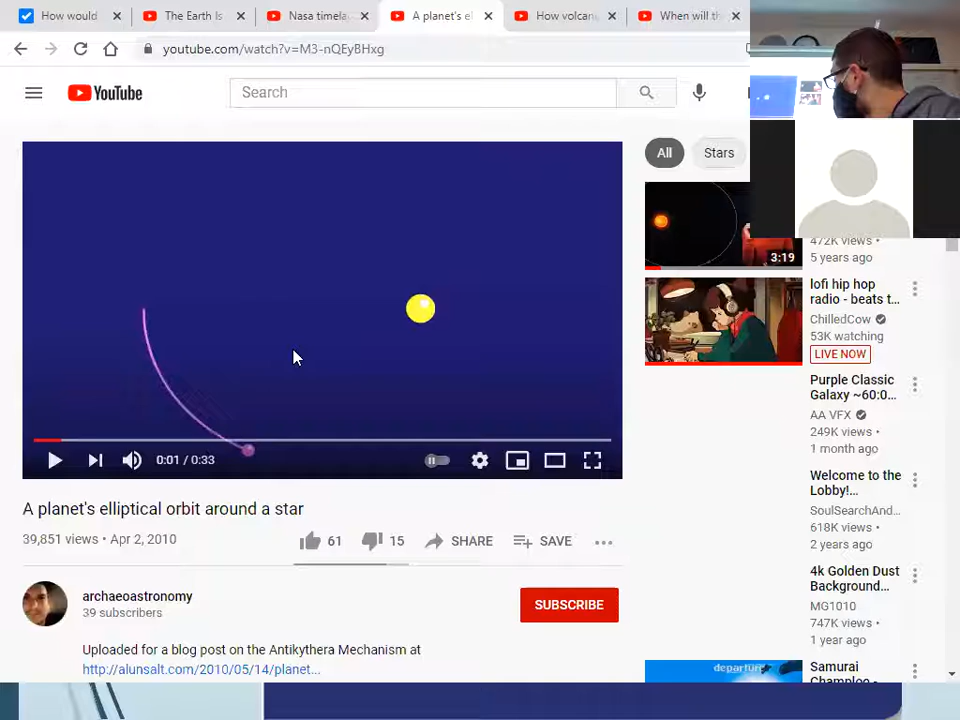 How would
The Earth Is
Nasa timela
A planet's el
How volcan
When will th
youtube.com/watch?v=M3-nQEyBHxg
YouTube
Search
All
Stars
3:19
472K views •
5 years ago
lofi hip hop
radio - beats t...
ChilledCow
53K watching
LIVE NOW
Purple Classic
Galaxy ~60:0...
AA VFX
249K views •
1 month ago
0:01 / 0:33
Welcome to the
Lobby!...
SoulSearchAnd...
618K views •
2 years ago
A planet's elliptical orbit around a star
39,851 views • Apr 2, 2010
61
15
SHARE
SAVE
4k Golden Dust
Background...
MG1010
747K views •
1 year ago
archaeoastronomy
39 subscribers
SUBSCRIBE
Uploaded for a blog post on the Antikythera Mechanism at
http://alunsalt.com/2010/05/14/planet...
departure
Samurai
Champloo -